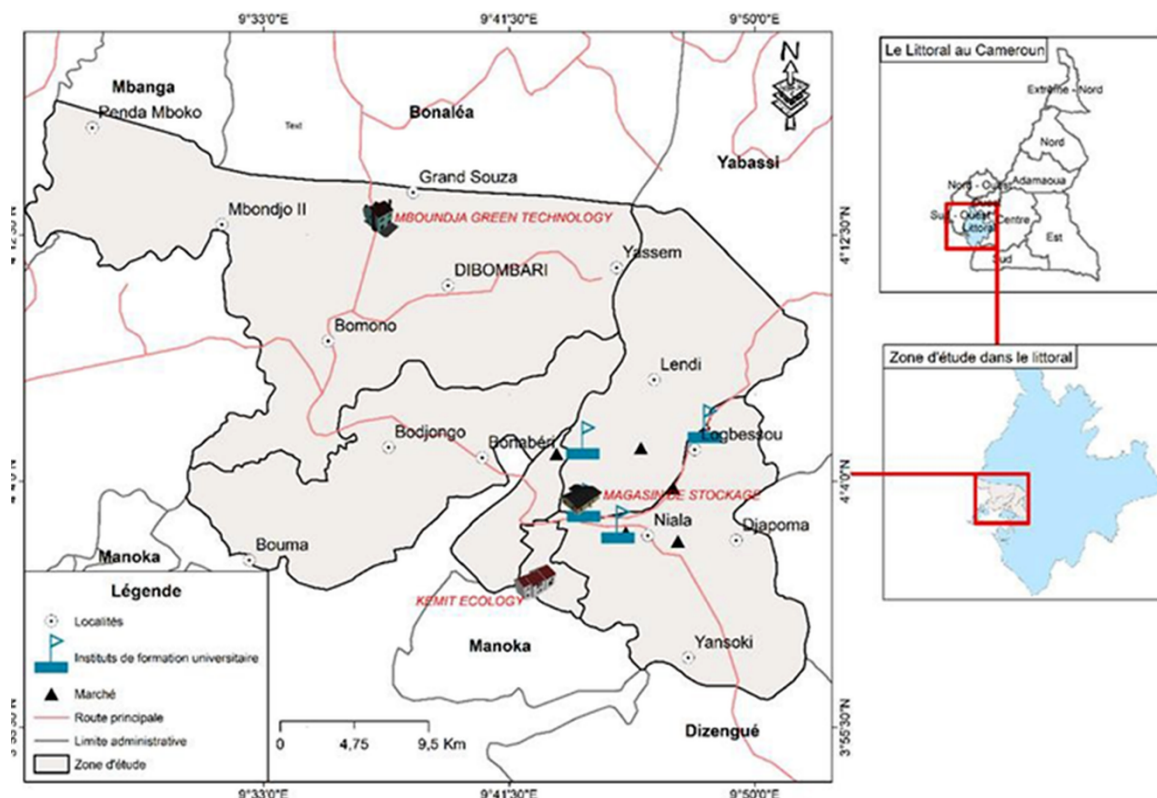 9°33'0"E
9°41'30"E
9°50'0"E
N
Mbanga
Penda Mboko
Text
Bonaléa
Yabassi
Grand Souza
MBOUNDJA GREEN TECHNOLOGY
Mbondjo II
Yassem
DIBOMBARI
Bomono
Lendi
Bodjongo
Bonabéri
Logbessou
MAGASIN DE STOCKAGE
Niala
Djapoma
Bouma
Manoka
KEMIT ECOLOGY
Manoka
Yansoki
Dizengué
4°12'30"N
4°4'0"N
3°55'30"N
Légende
Localités
Instituts de formation universitaire
Marché
Route principale
Limite administrative
Zone d'étude
0 4,75 9,5 Km
9°33'0"E
9°41'30"E
9°50'0"E
Le Littoral au Cameroun
Extrême - Nord
Nord
Adamaoua
Nord - Ouest
Ouest
Sud - Ouest
Centre
Littoral
Est
Sud
Zone d'étude dans le littoral